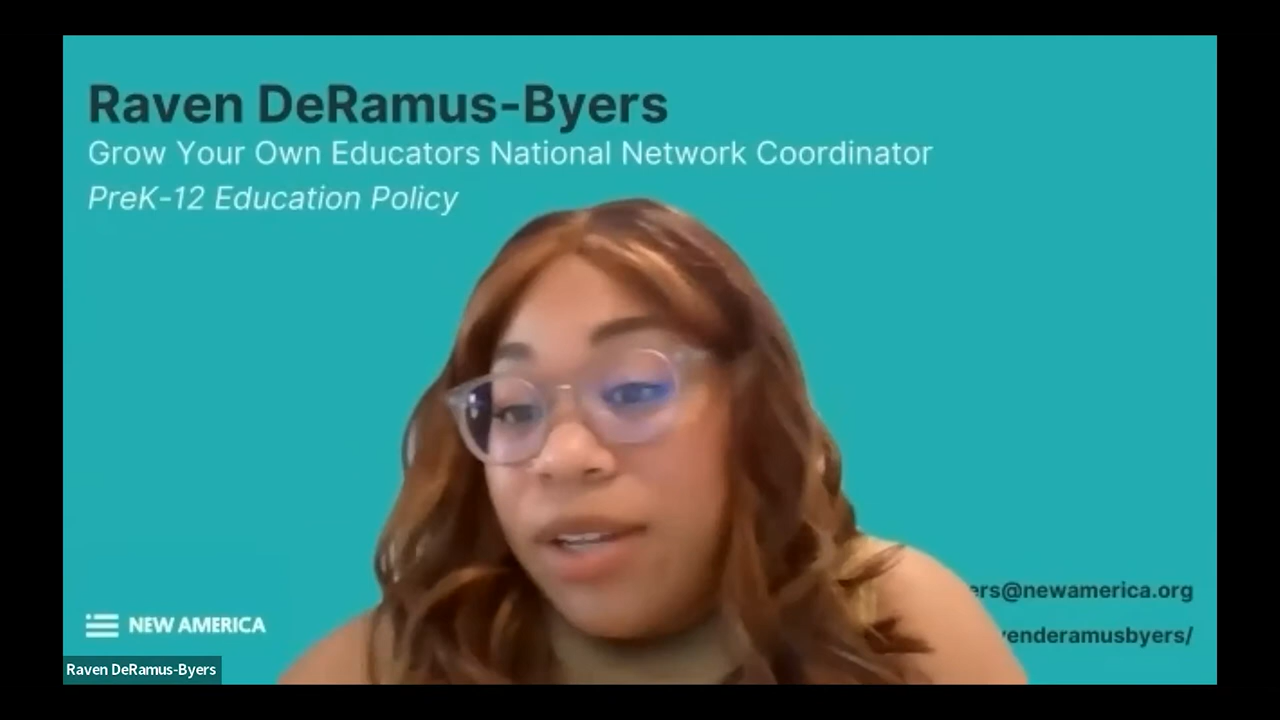 Raven DeRamus-Byers
Grow Your Own Educators National Network Coordinator
PreK-12 Education Policy
ers@newamerica.org
NEW AMERICA
venderamusbyers/
Raven DeRamus-Byers